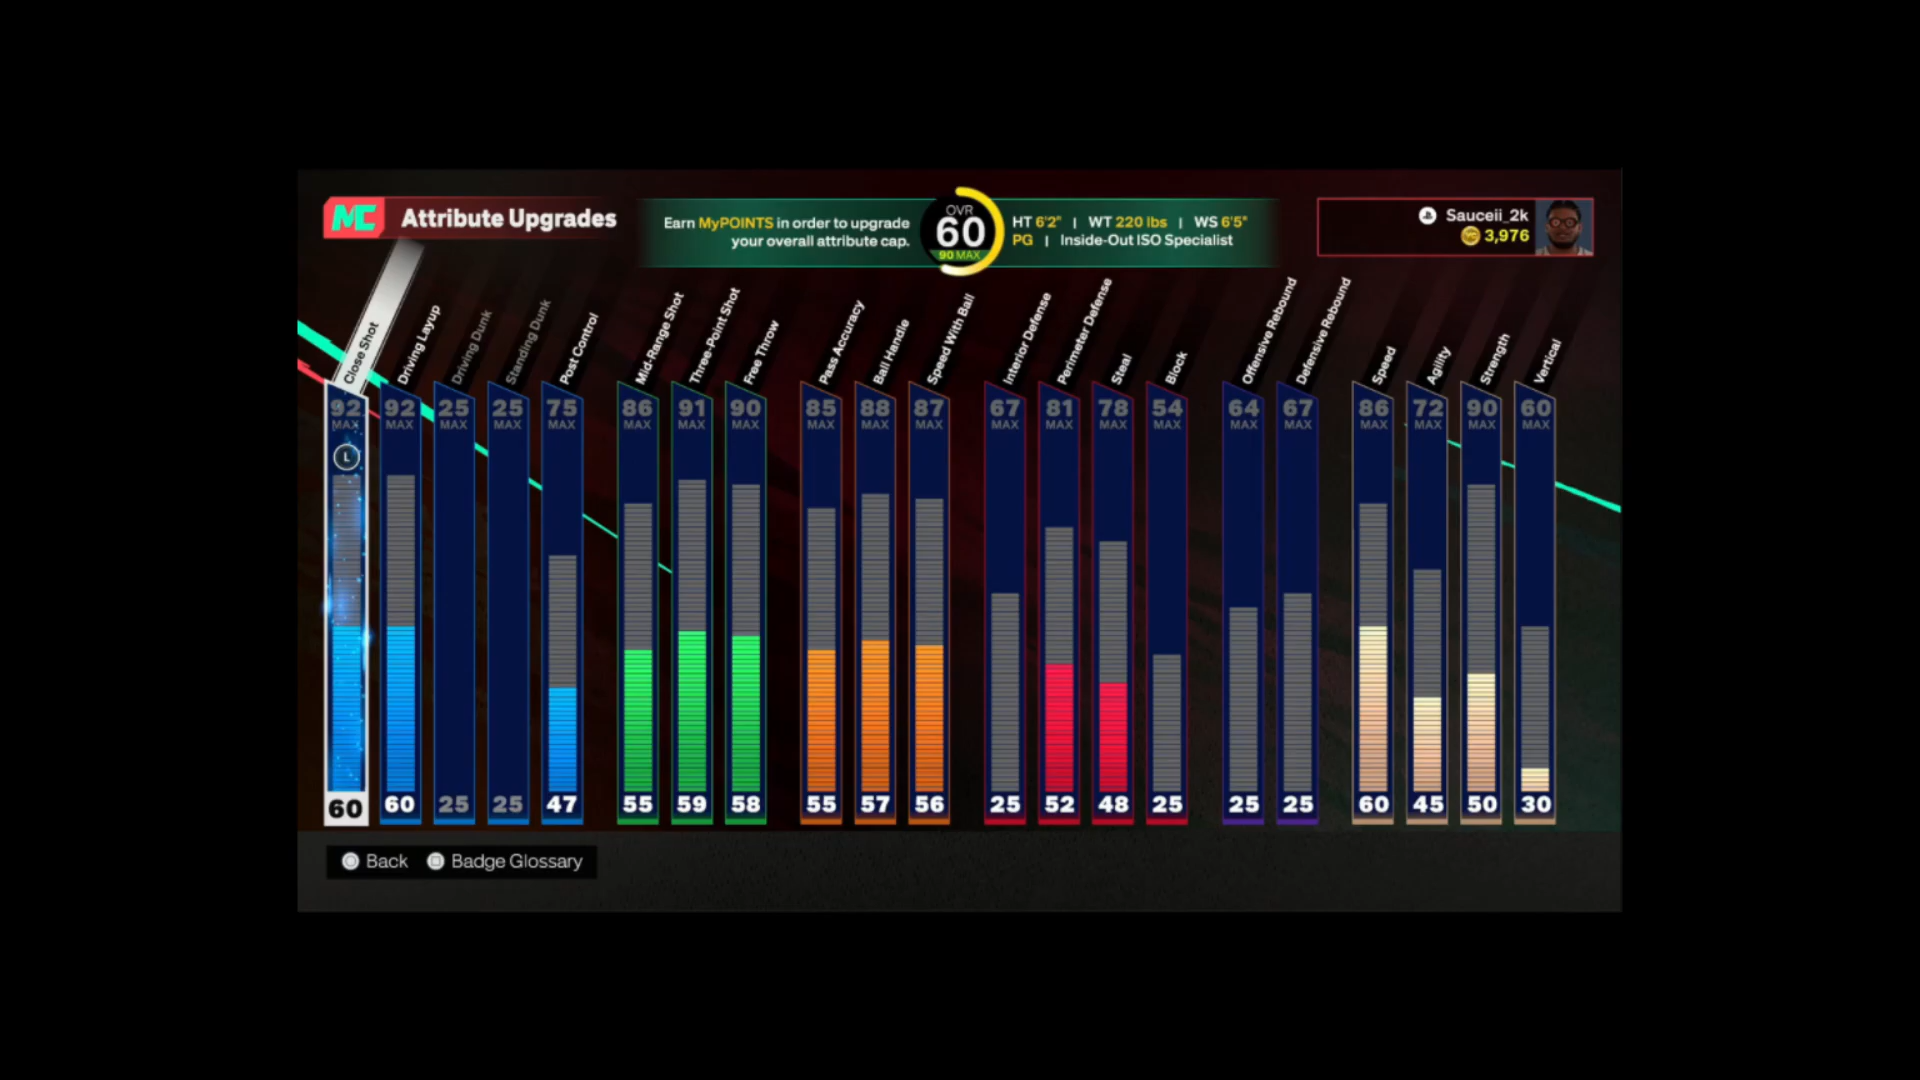 MC Attribute Upgrades
Earn MyPOINTS in order to upgrade
your overall attribute cap.
OVR
60
90 MAX
HT 6'2" | WT 220 lbs | WS 6'5"
PG | Inside-Out ISO Specialist
Sauceii_2k
3,976
Close Shot
Driving Layup
Driving Dunk
Standing Dunk
Post Control
Mid-Range Shot
Three-Point Shot
Free Throw
Pass Accuracy
Ball Handle
Speed With Ball
Interior Defense
Perimeter Defense
Steal
Block
Offensive Rebound
Defensive Rebound
Speed
Agility
Strength
Vertical
92 92 25 25 75 86 91 90 85 88 87 67 81 78 54 64 67 86 72 90 60
MAX MAX MAX MAX MAX MAX MAX MAX MAX MAX MAX MAX MAX MAX MAX MAX MAX MAX MAX MAX MAX
L
60 60 25 25 47 55 59 58 55 57 56 25 52 48 25 25 25 60 45 50 30
Back Badge Glossary